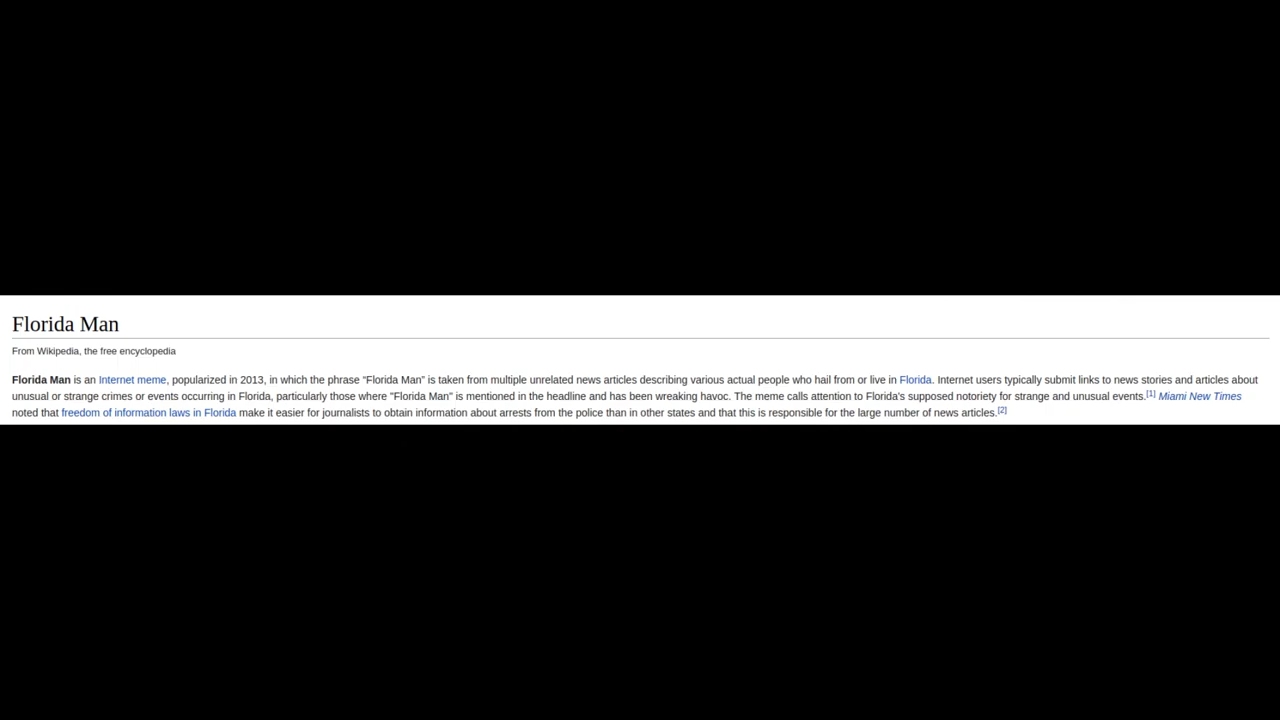 Florida Man
From Wikipedia, the free encyclopedia
Florida Man is an Internet meme, popularized in 2013, in which the phrase “Florida Man” is taken from multiple unrelated news articles describing various actual people who hail from or live in Florida. Internet users typically submit links to news stories and articles about
unusual or strange crimes or events occurring in Florida, particularly those where "Florida Man" is mentioned in the headline and has been wreaking havoc. The meme calls attention to Florida's supposed notoriety for strange and unusual events.[1] Miami New Times
noted that freedom of information laws in Florida make it easier for journalists to obtain information about arrests from the police than in other states and that this is responsible for the large number of news articles.[2]